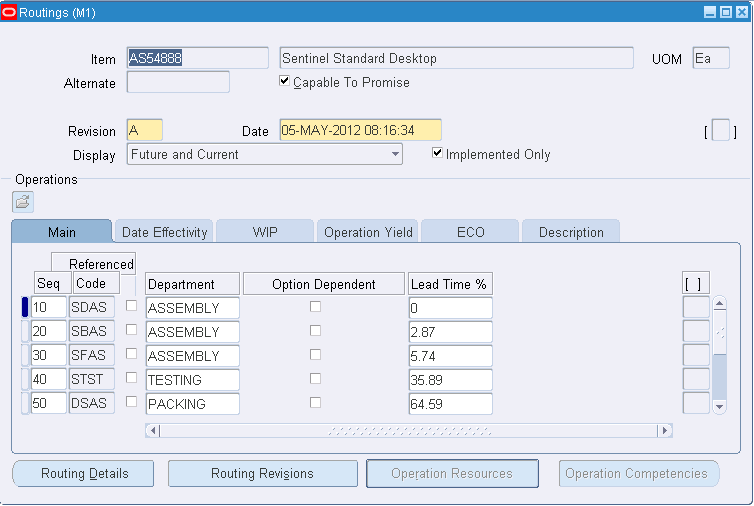 Routings (M1)
Item AS54888 Sentinel Standard Desktop UOM Ea
Alternate Capable To Promise
Revision A Date 05-MAY-2012 08:16:34 [ ]
Display Future and Current Implemented Only
Operations
Main Date Effectivity WIP Operation Yield ECO Description
Referenced
Seq Code Department Option Dependent Lead Time % [ ]
10 SDAS ASSEMBLY 0
20 SBAS ASSEMBLY 2.87
30 SFAS ASSEMBLY 5.74
40 STST TESTING 35.89
50 DSAS PACKING 64.59
Routing Details Routing Revisions Operation Resources Operation Competencies